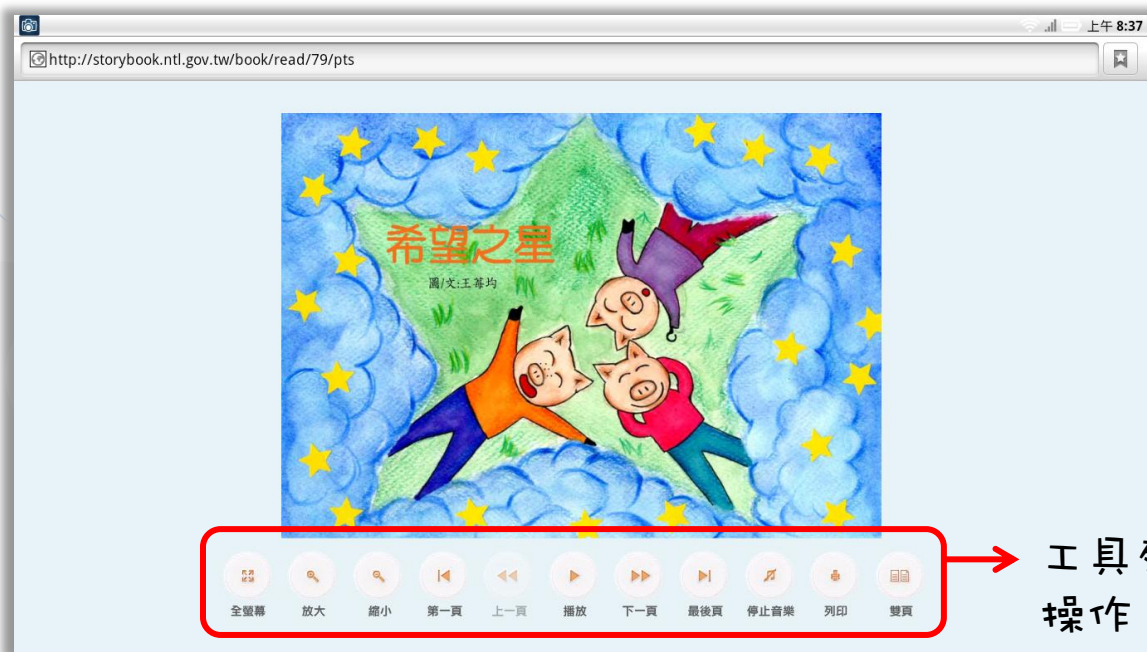 上午 8:37
http://storybook.ntl.gov.tw/book/read/79/pts
希望之星
圖/文:王莃均
全螢幕 放大 縮小 第一頁 上一頁 播放 下一頁 最後頁 停止音樂 列印 雙頁
工具
操作